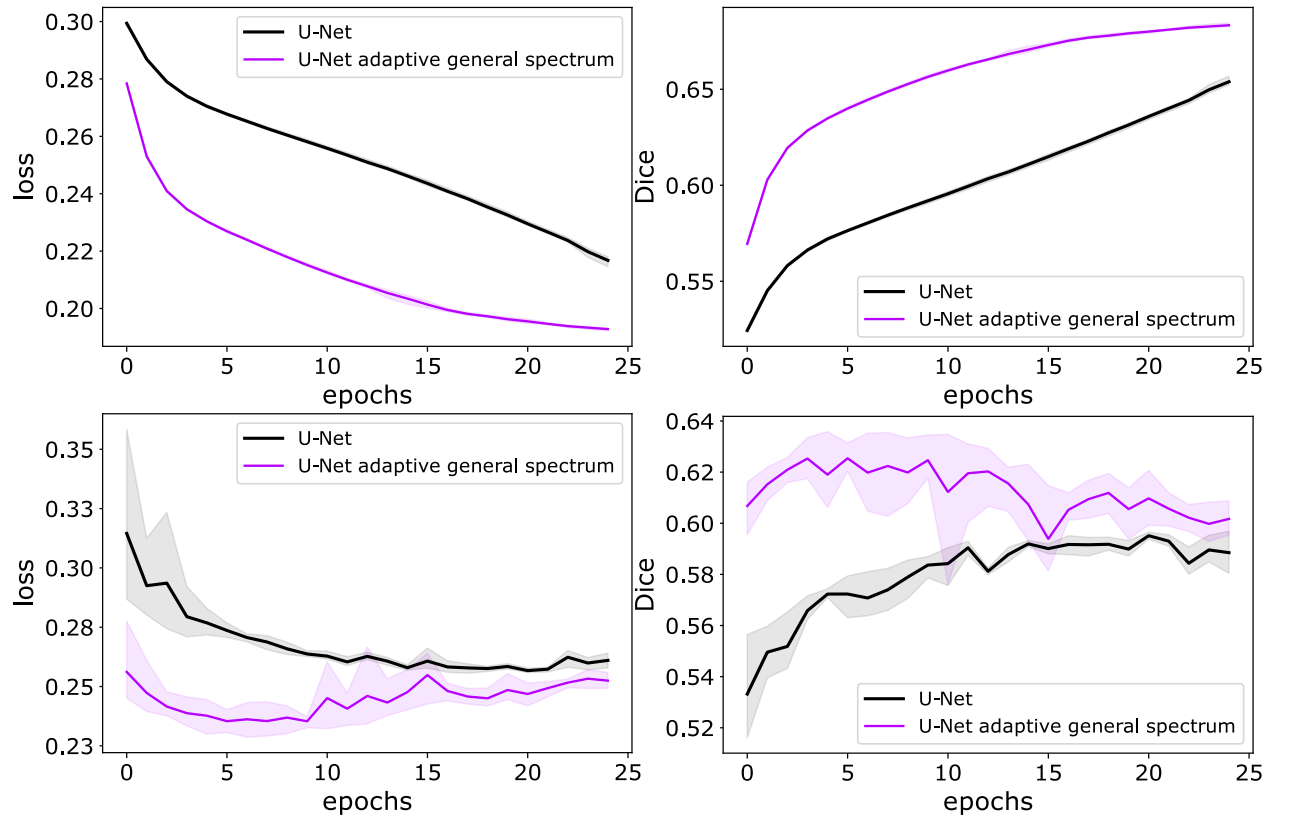 0.30
0.28
0.26
0.24
0.22
0.20
loss
U-Net
U-Net adaptive general spectrum
0 5 10 15 20 25
epochs
0.65
0.60
0.55
Dice
U-Net
U-Net adaptive general spectrum
0 5 10 15 20 25
epochs
0.35
0.33
0.30
0.28
0.25
0.23
loss
U-Net
U-Net adaptive general spectrum
0 5 10 15 20 25
epochs
0.64
0.62
0.60
0.58
0.56
0.54
0.52
Dice
U-Net
U-Net adaptive general spectrum
0 5 10 15 20 25
epochs